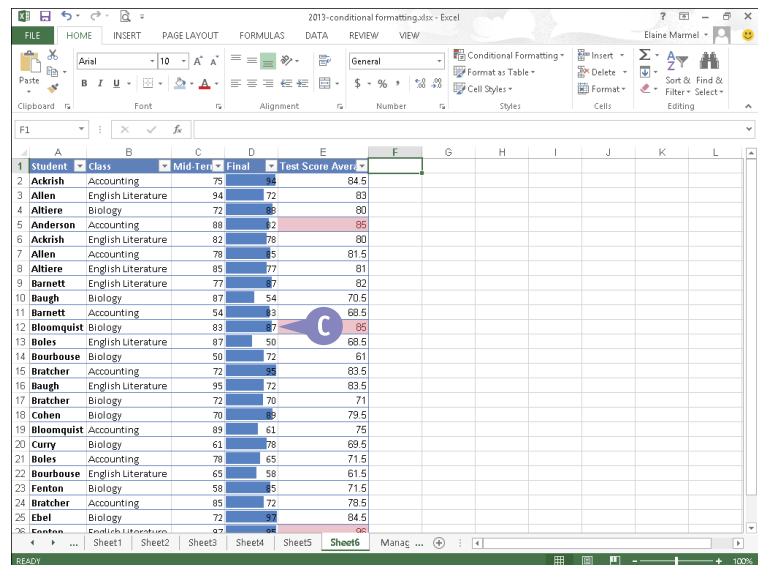 2013-conditional formatting.xlsx - Excel
FILE HOME INSERT PAGE LAYOUT FORMULAS DATA REVIEW VIEW Elaine Marmel
Paste Arial 10 A A General Conditional Formatting Insert
B I U A $ % , Format as Table Delete Sort & Find &
Cell Styles Format Filter Select
Clipboard Font Alignment Number Styles Cells Editing
F1 fx
A B C D E F G H I J K L
1 Student Class Mid-Tern Final Test Score Avera
2 Ackrish Accounting 75 94 84.5
3 Allen English Literature 94 72 83
4 Altiere Biology 72 88 80
5 Anderson Accounting 88 82 85
6 Ackrish English Literature 82 78 80
7 Allen Accounting 78 85 81.5
8 Altiere English Literature 85 77 81
9 Barnett English Literature 77 87 82
10 Baugh Biology 87 54 70.5
11 Barnett Accounting 54 83 68.5
12 Bloomquist Biology 83 87 C 85
13 Boles English Literature 87 50 68.5
14 Bourbouse Biology 50 72 61
15 Bratcher Accounting 72 95 83.5
16 Baugh English Literature 95 72 83.5
17 Bratcher Biology 72 70 71
18 Cohen Biology 70 89 79.5
19 Bloomquist Accounting 89 61 75
20 Curry Biology 61 78 69.5
21 Boles Accounting 78 65 71.5
22 Bourbouse English Literature 65 58 61.5
23 Fenton Biology 58 85 71.5
24 Bratcher Accounting 85 72 78.5
25 Ebel Biology 72 97 84.5
26 Fenton English Literature 97 95 96
... Sheet1 Sheet2 Sheet3 Sheet4 Sheet5 Sheet6 Manag ...
READY 100%